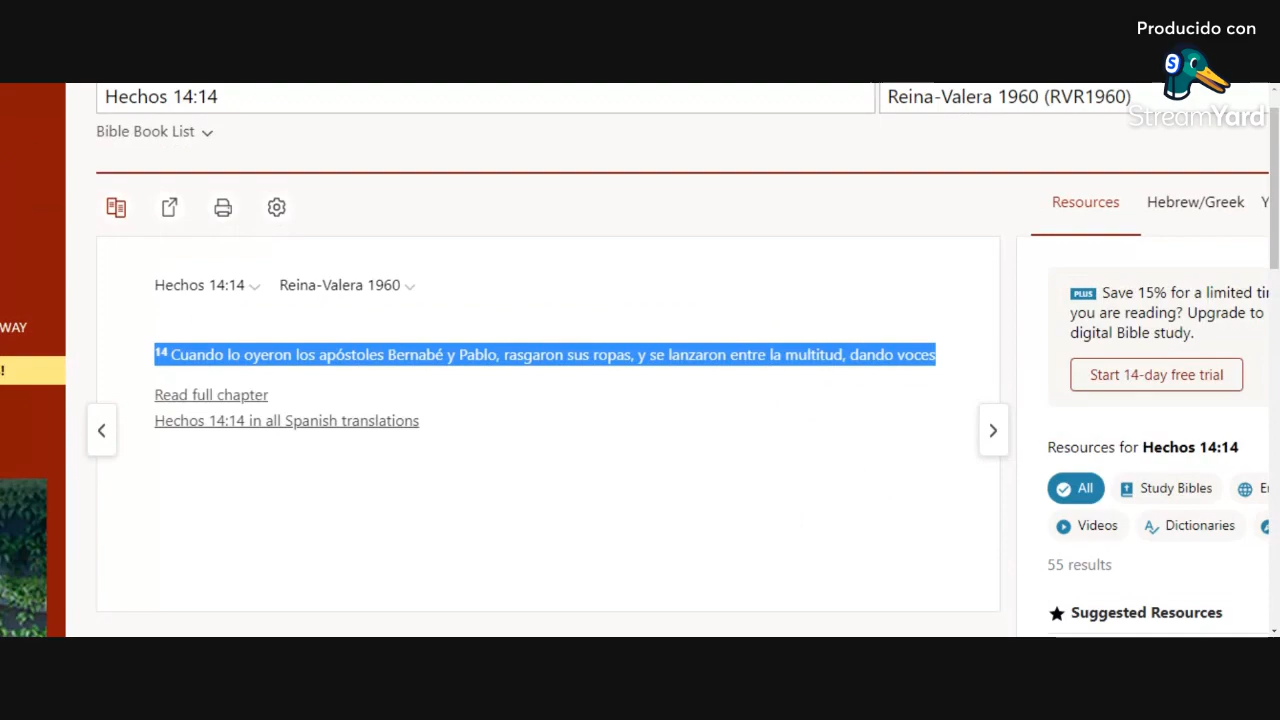 Producido con
StreamYard
Hechos 14:14
Reina-Valera 1960 (RVR1960)
Bible Book List
Resources
Hebrew/Greek
Y
WAY
!
Hechos 14:14
Reina-Valera 1960
14 Cuando lo oyeron los apóstoles Bernabé y Pablo, rasgaron sus ropas, y se lanzaron entre la multitud, dando voces
Read full chapter
Hechos 14:14 in all Spanish translations
PLUS Save 15% for a limited
you are reading? Upgrade to
digital Bible study.
Start 14-day free trial
Resources for Hechos 14:14
All
Study Bibles
Videos
Dictionaries
55 results
Suggested Resources